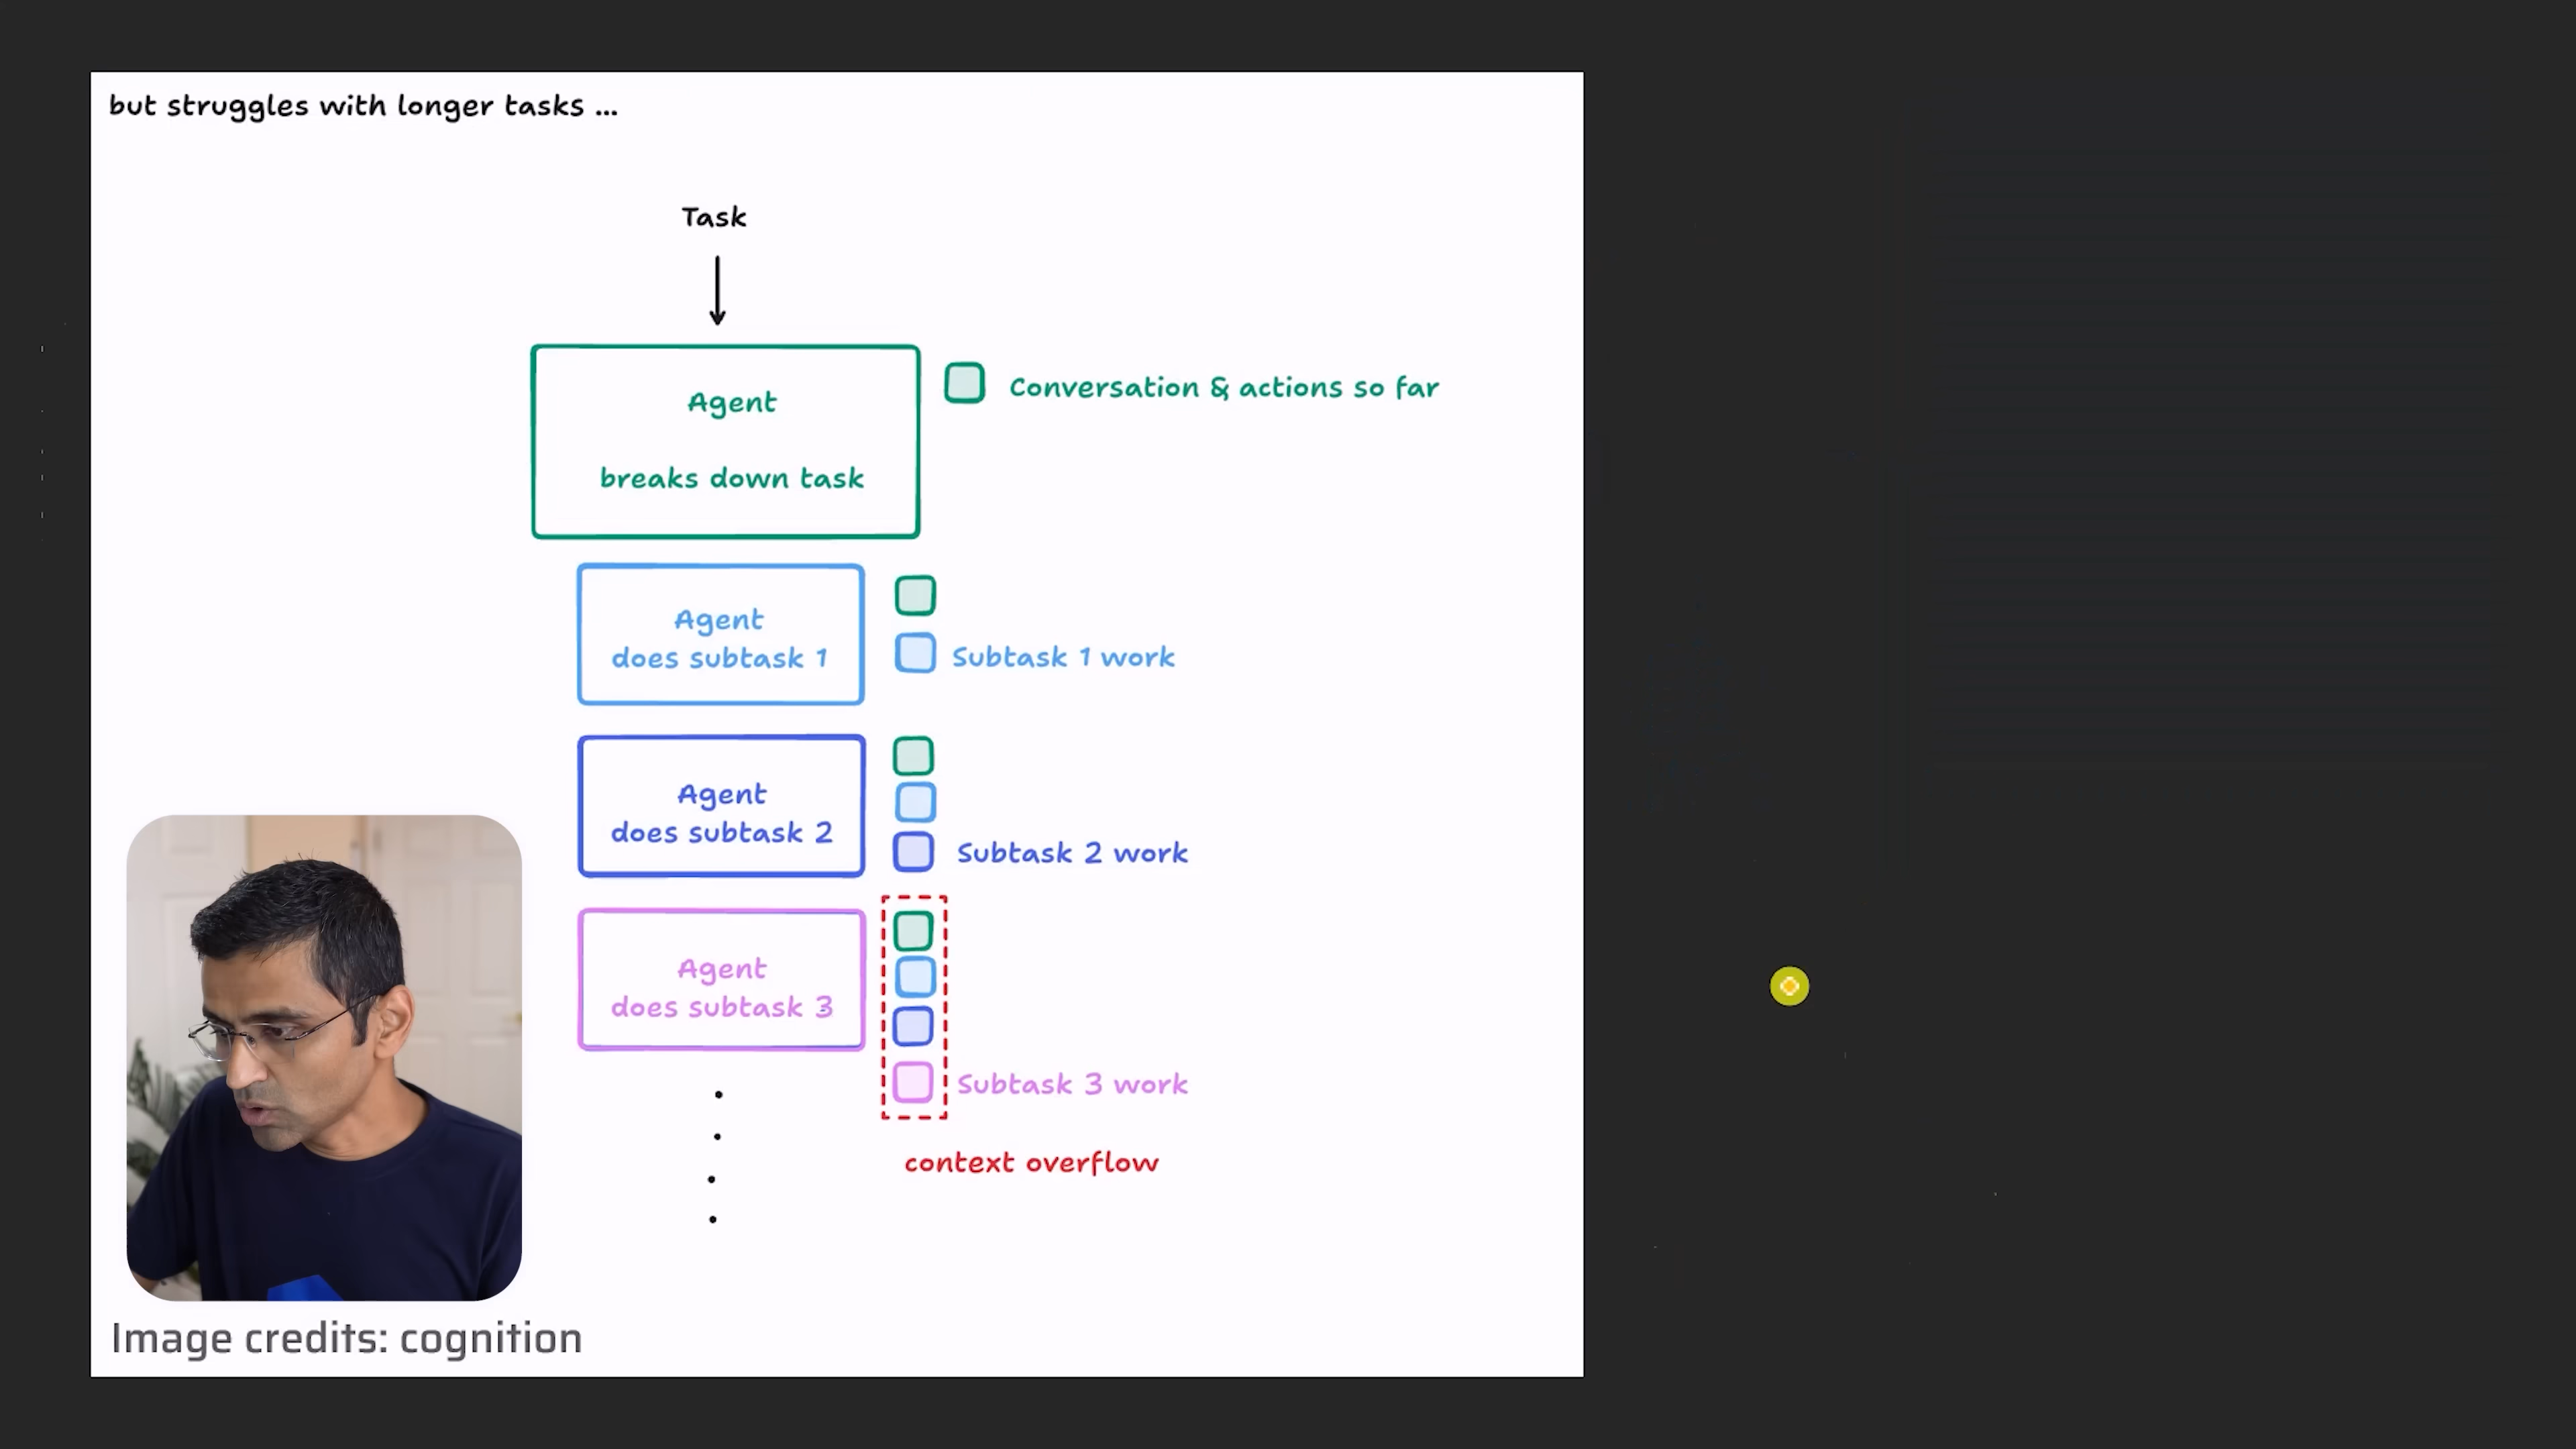 but struggles with longer tasks ...
Task
Agent
breaks down task
Conversation & actions so far
Agent
does subtask 1
Subtask 1 work
Agent
does subtask 2
Subtask 2 work
Agent
does subtask 3
Subtask 3 work
context overflow
Image credits: cognition